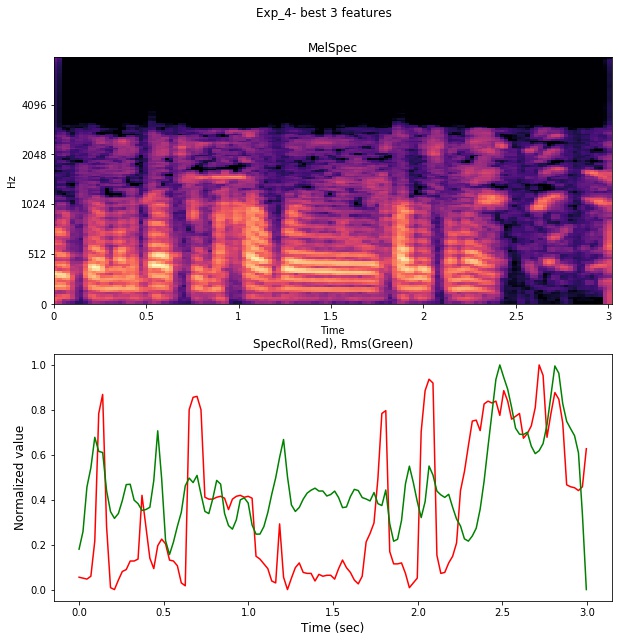 Exp_4- best 3 features
MelSpec
4096
2048
1024
512
0
Hz
0 0.5 1 1.5 2 2.5 3
Time
SpecRol(Red), Rms(Green)
1.0
0.8
0.6
0.4
0.2
0.0
Normalized value
0.0 0.5 1.0 1.5 2.0 2.5 3.0
Time (sec)